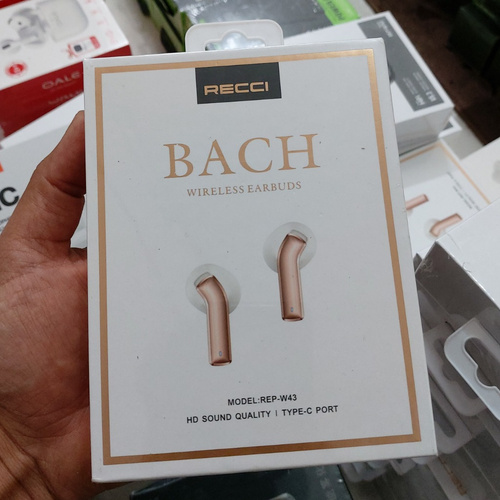 RECCI
BACH
WIRELESS EARBUDS
MODEL:REP-W43
HD SOUND QUALITY | TYPE-C PORT